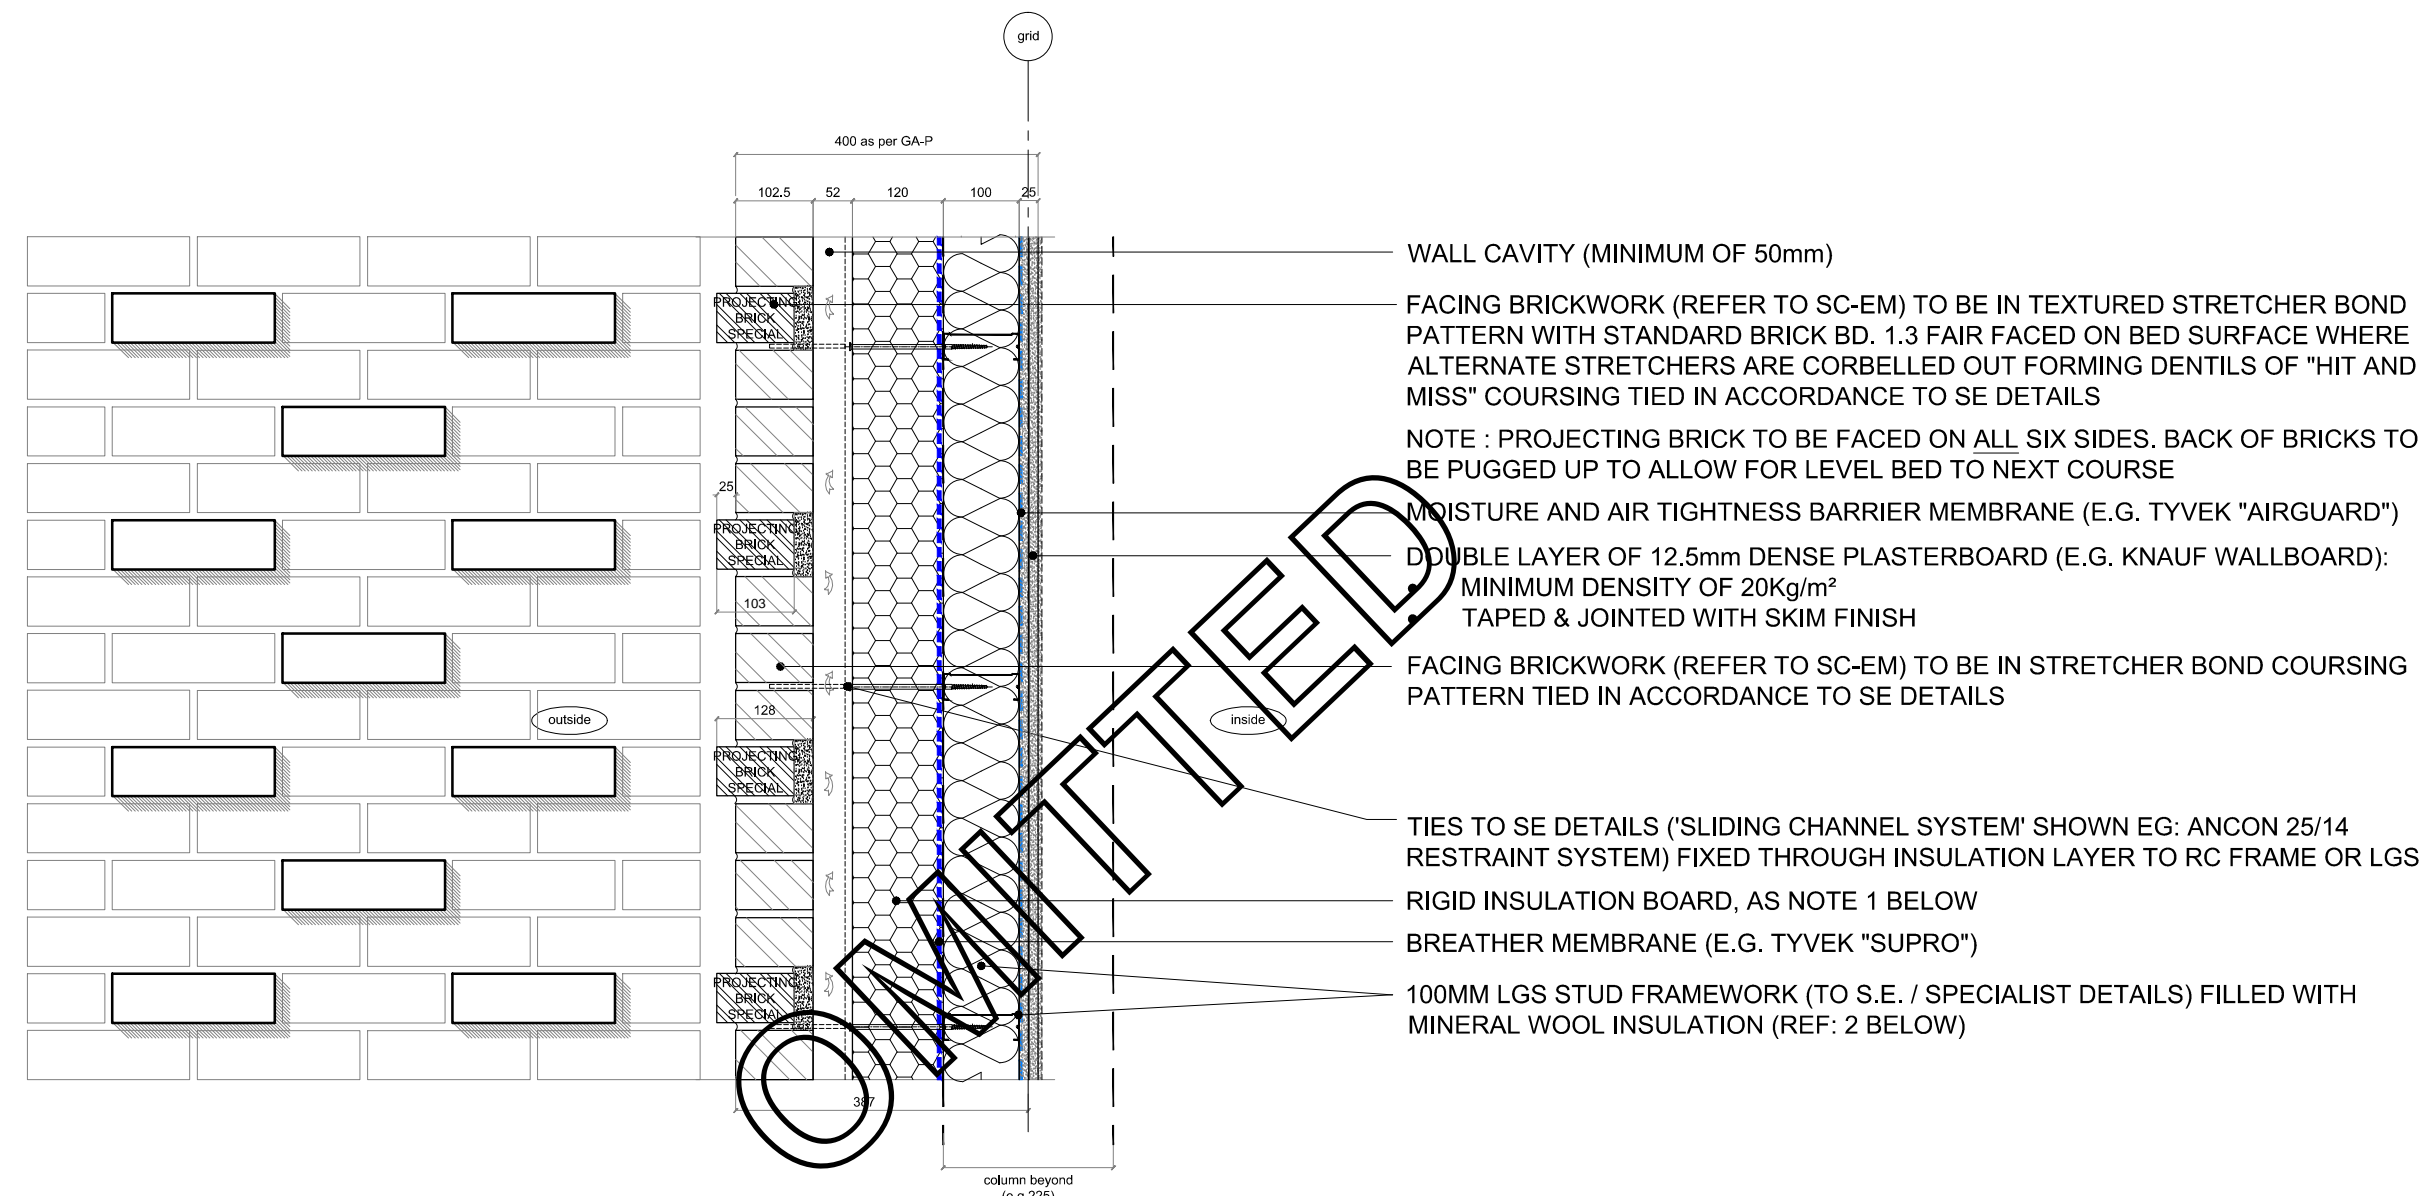 grid
400 as per GA-P
102.5 52 120 100 25
WALL CAVITY (MINIMUM OF 50mm)
FACING BRICKWORK (REFER TO SC-EM) TO BE IN TEXTURED STRETCHER BOND
PATTERN WITH STANDARD BRICK BD. 1.3 FAIR FACED ON BED SURFACE WHERE
ALTERNATE STRETCHERS ARE CORBELLED OUT FORMING DENTILS OF "HIT AND
MISS" COURSING TIED IN ACCORDANCE TO SE DETAILS
NOTE : PROJECTING BRICK TO BE FACED ON ALL SIX SIDES. BACK OF BRICKS TO
BE PUGGED UP TO ALLOW FOR LEVEL BED TO NEXT COURSE
MOISTURE AND AIR TIGHTNESS BARRIER MEMBRANE (E.G. TYVEK "AIRGUARD")
DOUBLE LAYER OF 12.5mm DENSE PLASTERBOARD (E.G. KNAUF WALLBOARD):
MINIMUM DENSITY OF 20Kg/m²
TAPED & JOINTED WITH SKIM FINISH
FACING BRICKWORK (REFER TO SC-EM) TO BE IN STRETCHER BOND COURSING
PATTERN TIED IN ACCORDANCE TO SE DETAILS
TIES TO SE DETAILS ('SLIDING CHANNEL SYSTEM' SHOWN EG: ANCON 25/14
RESTRAINT SYSTEM) FIXED THROUGH INSULATION LAYER TO RC FRAME OR LGS
RIGID INSULATION BOARD, AS NOTE 1 BELOW
BREATHER MEMBRANE (E.G. TYVEK "SUPRO")
100MM LGS STUD FRAMEWORK (TO S.E. / SPECIALIST DETAILS) FILLED WITH
MINERAL WOOL INSULATION (REF: 2 BELOW)
PROJECTING
BRICK
SPECIAL
25
PROJECTING
BRICK
SPECIAL
103
128
outside
inside
PROJECTING
BRICK
SPECIAL
PROJECTING
BRICK
SPECIAL
387
column beyond
(e.g 225)
OMITTED